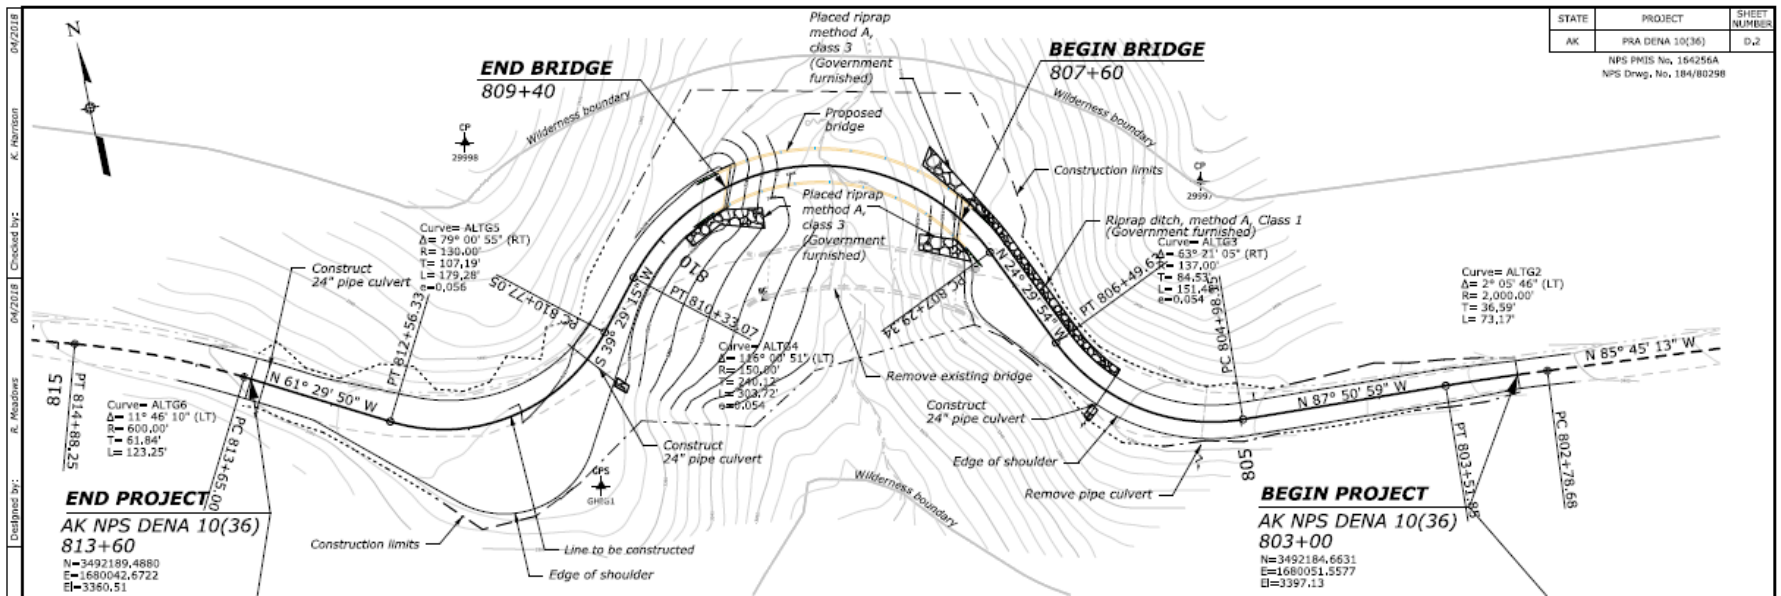 04/2018
K. Harrison
Checked by:
04/2018
R. Meadows
Designed by:
N
STATE
PROJECT
SHEET
NUMBER
AK
PRA DENA 10(36)
D.2
NPS PMIS No. 164256A
NPS Drwg. No. 184/80298
Placed riprap
method A,
class 3
(Government
furnished)
END BRIDGE
809+40
BEGIN BRIDGE
807+60
Wilderness boundary
Wilderness boundary
CP
29998
Proposed
bridge
Construction limits
CP
29997
Placed riprap
method A,
class 3
(Government
furnished)
Riprap ditch, method A, Class 1
(Government furnished)
Curve= ALTG5
Δ= 79° 00' 55" (RT)
R= 130.00'
T= 107.19'
L= 179.28'
e=0.056
Construct
24" pipe culvert
Curve= ALTG3
Δ= 63° 21' 05" (RT)
R= 137.00'
T= 84.53'
L= 151.48'
e=0.054
Curve= ALTG2
Δ= 2° 05' 46" (LT)
R= 2,000.00'
T= 36.59'
L= 73.17'
810
PT 810+33.07
PC 810+77.05
S 39° 29' 15" W
PT 812+56.33
N 61° 29' 50" W
815
PT 814+88.25
PC 813+65.00
Curve= ALTG6
Δ= 11° 46' 10" (LT)
R= 600.00'
T= 61.84'
L= 123.25'
Curve= ALTG4
Δ= 116° 00' 51" (LT)
R= 150.00'
T= 240.12'
L= 303.72'
e=0.054
PC 807+29.34
N 24° 29' 54" W
PT 806+49.63
PC 804+98.15
Remove existing bridge
N 87° 50' 59" W
N 85° 45' 13" W
Construct
24" pipe culvert
Construct
24" pipe culvert
Edge of shoulder
Remove pipe culvert
805
PT 803+51.85
PC 802+78.68
GPS
GHEG1
Wilderness boundary
END PROJECT
AK NPS DENA 10(36)
813+60
N=3492189.4880
E=1680042.6722
El=3360.51
Construction limits
Line to be constructed
Edge of shoulder
BEGIN PROJECT
AK NPS DENA 10(36)
803+00
N=3492184.6631
E=1680051.5577
El=3397.13